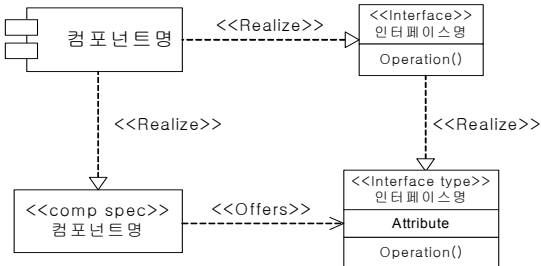 컴포넌트명
<<Realize>>
<<Interface>>
인터페이스명
Operation()
<<Realize>>
<<Realize>>
<<comp spec>>
컴포넌트명
<<Offers>>
<<Interface type>>
인터페이스명
Attribute
Operation()